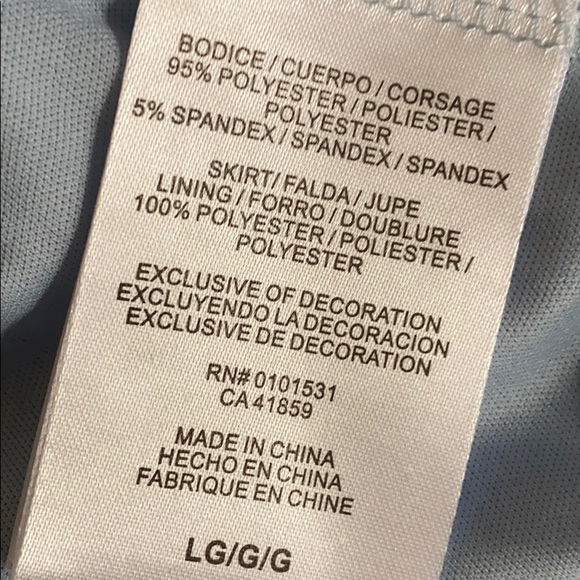 BODICE/CUERPO/CORSAGE
95% POLYESTER/POLIESTER/
POLYESTER
5% SPANDEX/SPANDEX/SPANDEX
SKIRT/FALDA/JUPE
LINING/FORRO/DOUBLURE
100% POLYESTER/POLIESTER/
POLYESTER
EXCLUSIVE OF DECORATION
EXCLUYENDO LA DECORACION
EXCLUSIVE DE DECORATION
RN# 0101531
CA41859
MADE IN CHINA
HECHO EN CHINA
FABRIQUE EN CHINE
LG/G/G